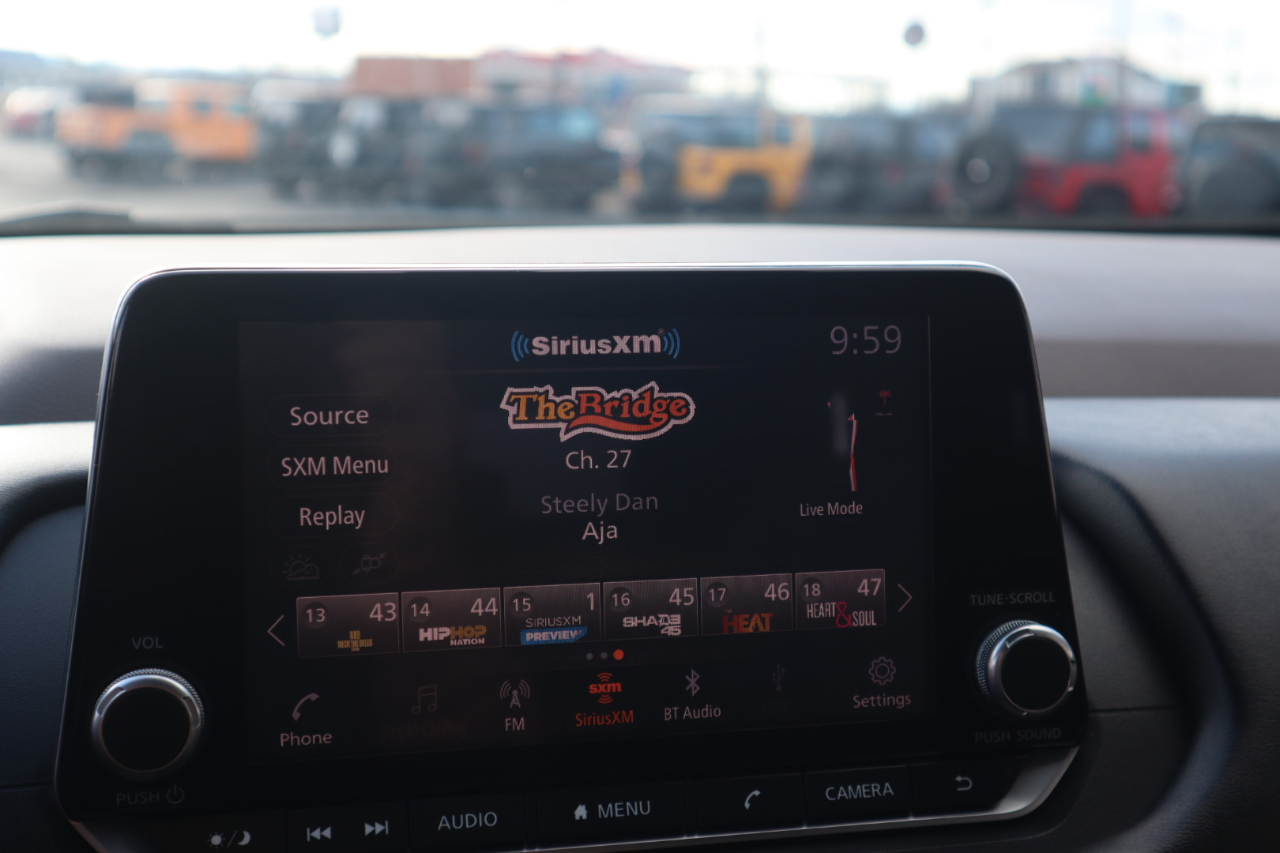 SiriusXM
9:59
TheBridge
Source
Ch. 27
SXM Menu
Steely Dan
Replay
Live Mode
Aja
13 43
14 44 HIPHOP NATION
15 1 SIRIUSXM PREVIEW
16 45 SHADE 45
17 46 HEAT
18 47 HEART & SOUL
VOL
TUNE·SCROLL
Phone
FM
sxm
SiriusXM
BT Audio
Settings
PUSH
PUSH SOUND
AUDIO
MENU
CAMERA